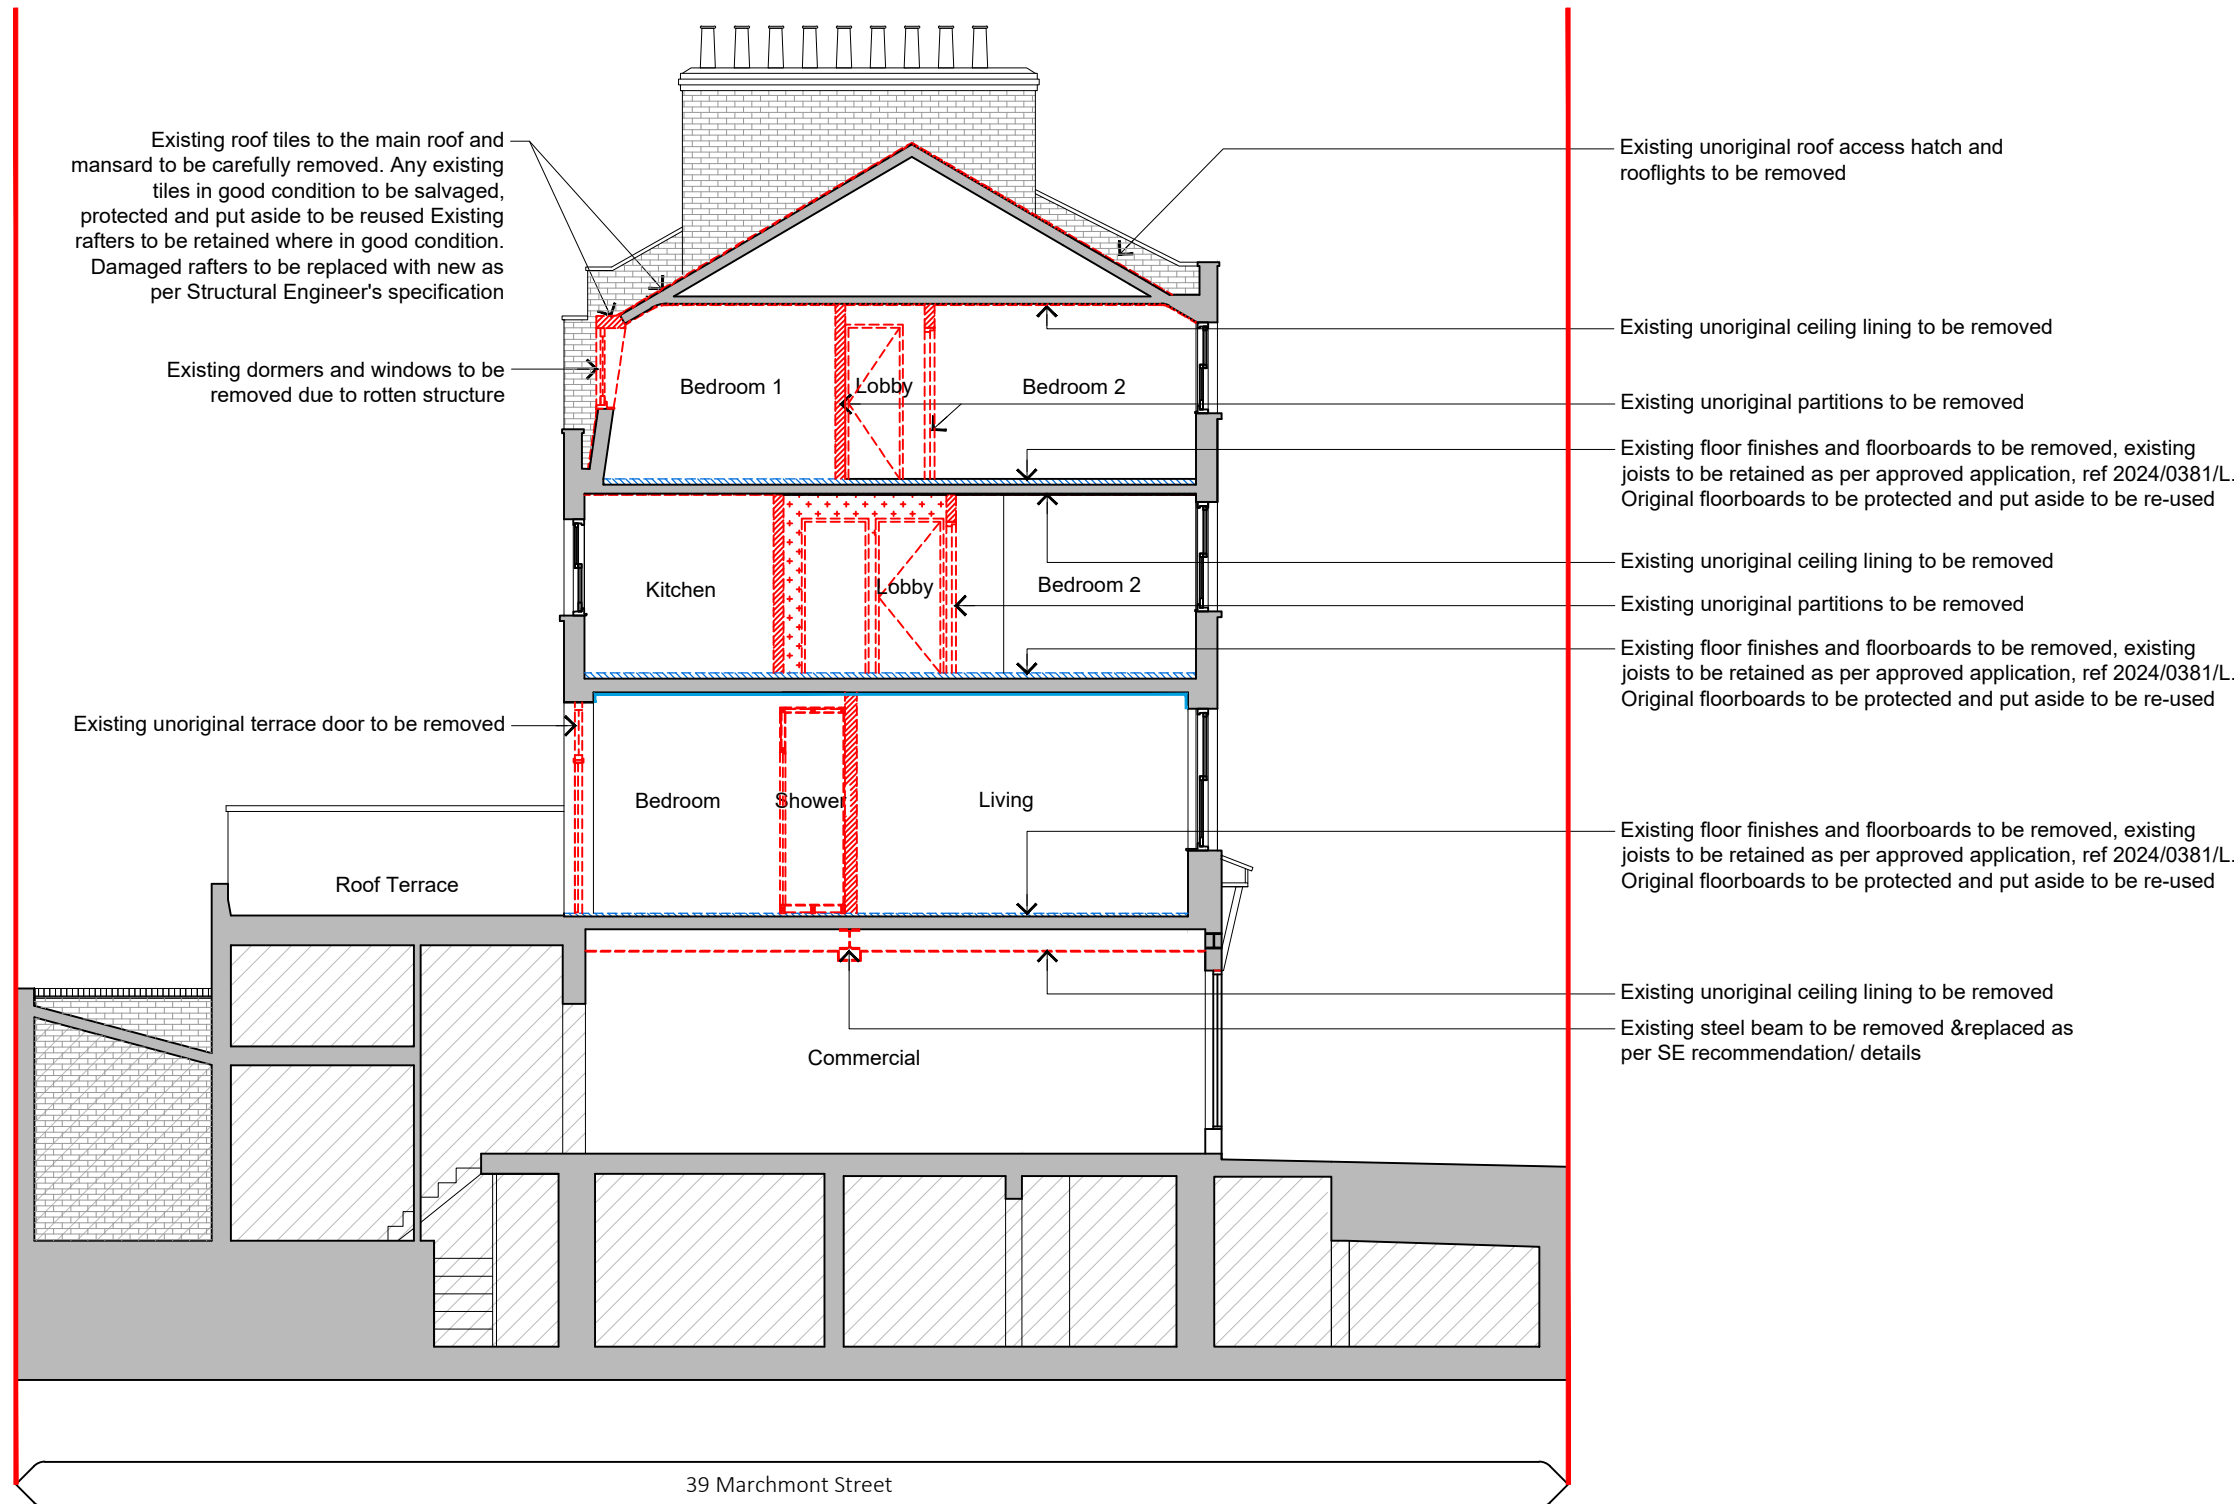 Existing roof tiles to the main roof and
mansard to be carefully removed. Any existing
tiles in good condition to be salvaged,
protected and put aside to be reused Existing
rafters to be retained where in good condition.
Damaged rafters to be replaced with new as
per Structural Engineer's specification
Existing dormers and windows to be
removed due to rotten structure
Existing unoriginal terrace door to be removed
Existing unoriginal roof access hatch and
rooflights to be removed
Existing unoriginal ceiling lining to be removed
Existing unoriginal partitions to be removed
Existing floor finishes and floorboards to be removed, existing
joists to be retained as per approved application, ref 2024/0381/L.
Original floorboards to be protected and put aside to be re-used
Existing unoriginal ceiling lining to be removed
Existing unoriginal partitions to be removed
Existing floor finishes and floorboards to be removed, existing
joists to be retained as per approved application, ref 2024/0381/L.
Original floorboards to be protected and put aside to be re-used
Existing floor finishes and floorboards to be removed, existing
joists to be retained as per approved application, ref 2024/0381/L.
Original floorboards to be protected and put aside to be re-used
Existing unoriginal ceiling lining to be removed
Existing steel beam to be removed &replaced as
per SE recommendation/ details
Bedroom 1
Lobby
Bedroom 2
Kitchen
Lobby
Bedroom 2
Bedroom
Shower
Living
Roof Terrace
Commercial
39 Marchmont Street